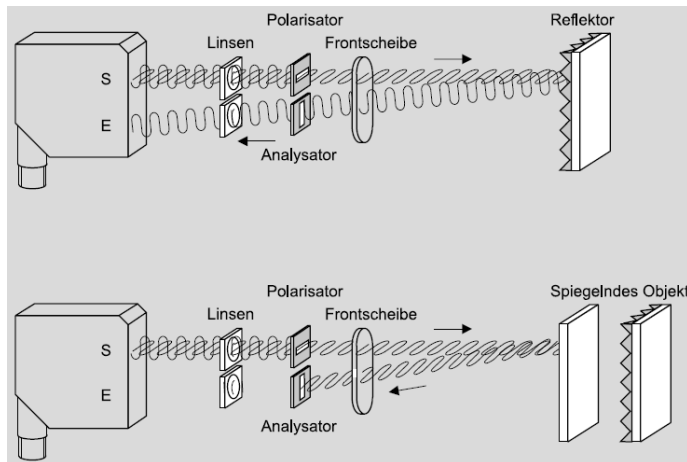 Polarisator
Reflektor
Linsen
Frontscheibe
S
E
Analysator
Polarisator
Spiegelndes Objekt
Linsen
Frontscheibe
S
E
Analysator